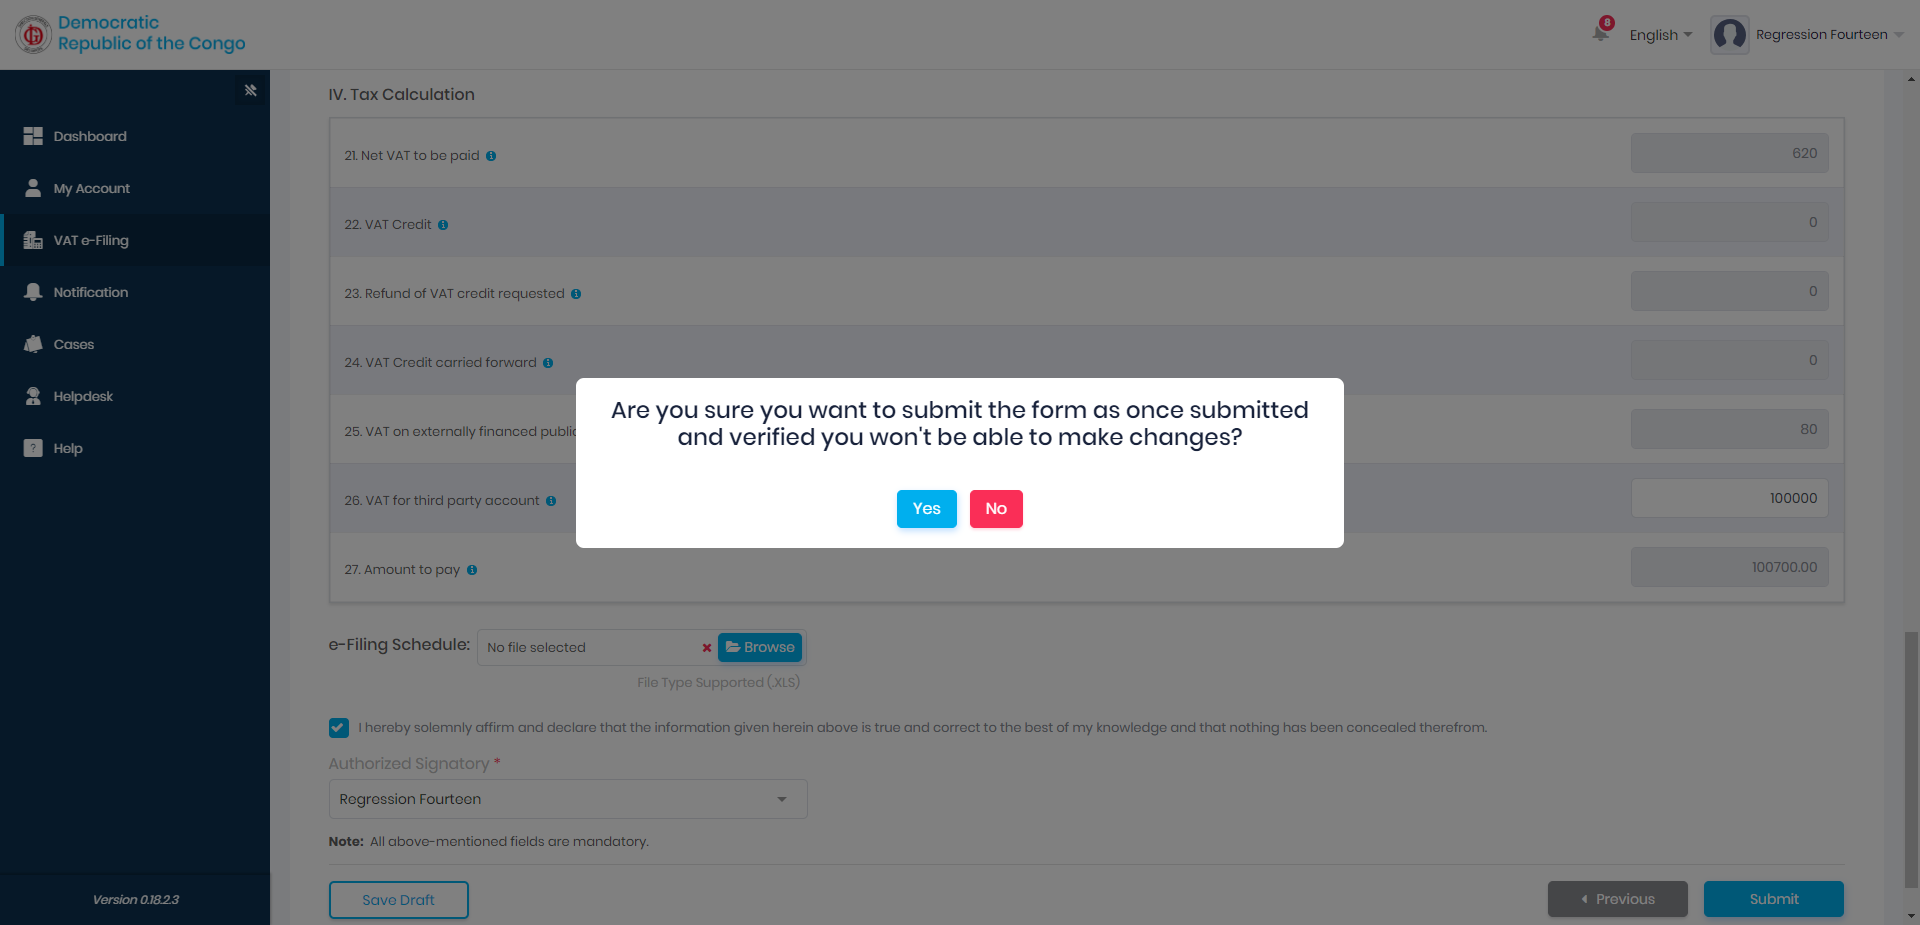 Democratic
Republic of the Congo
8
English
Regression Fourteen
Dashboard
My Account
VAT e-Filing
Notification
Cases
Helpdesk
Help
Version 0.18.2.3
IV. Tax Calculation
21. Net VAT to be paid
620
22. VAT Credit
0
23. Refund of VAT credit requested
0
24. VAT Credit carried forward
0
25. VAT on externally financed public
80
26. VAT for third party account
100000
27. Amount to pay
100700.00
Are you sure you want to submit the form as once submitted
and verified you won't be able to make changes?
Yes
No
e-Filing Schedule:
No file selected
Browse
File Type Supported (.XLS)
I hereby solemnly affirm and declare that the information given herein above is true and correct to the best of my knowledge and that nothing has been concealed therefrom.
Authorized Signatory *
Regression Fourteen
Note: All above-mentioned fields are mandatory.
Save Draft
Previous
Submit